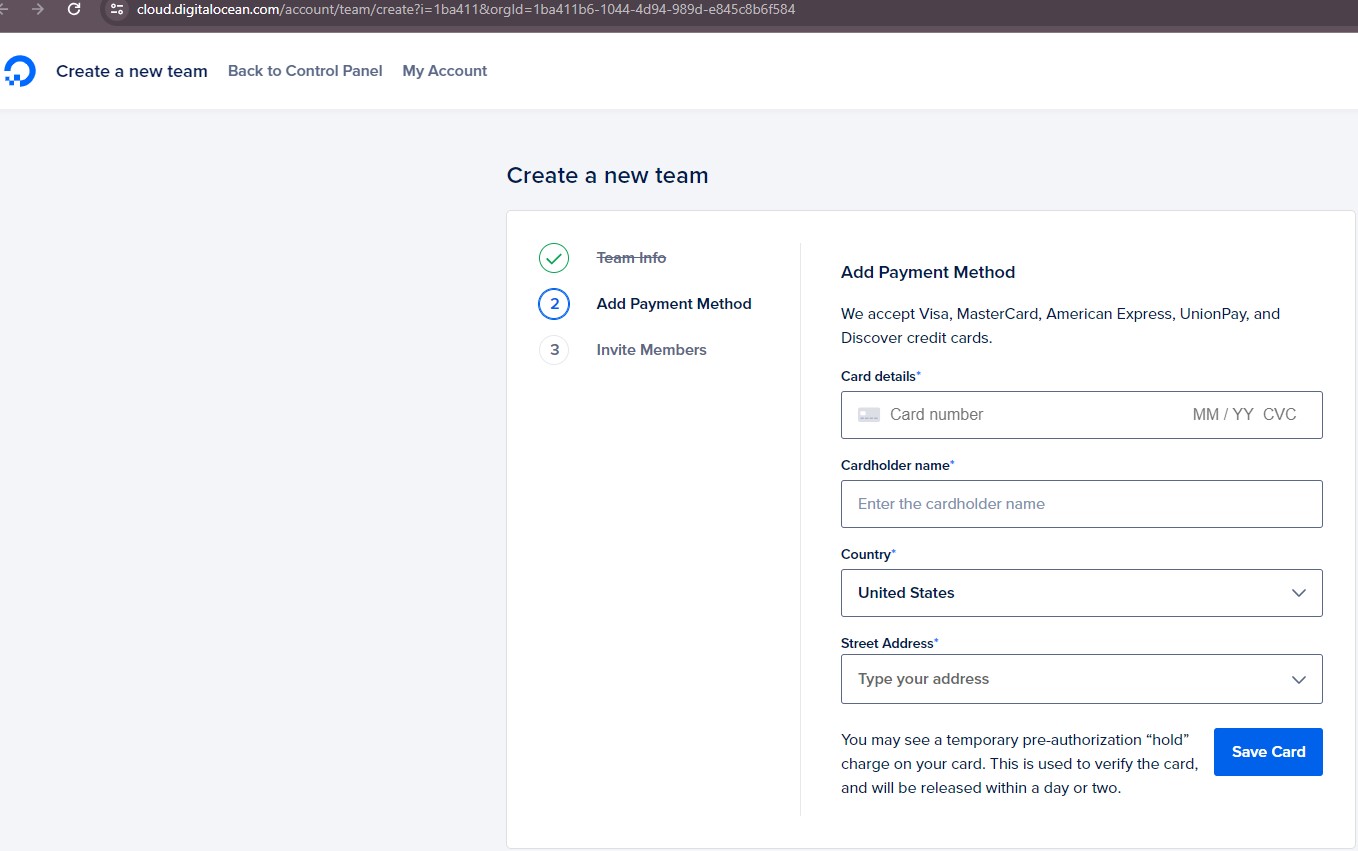 cloud.digitalocean.com/account/team/create?i=1ba411&orgId=1ba411b6-1044-4d94-989d-e845c8b6f584
Create a new team Back to Control Panel My Account
Create a new team
Team Info
2 Add Payment Method
3 Invite Members
Add Payment Method
We accept Visa, MasterCard, American Express, UnionPay, and
Discover credit cards.
Card details*
Card number MM / YY CVC
Cardholder name*
Enter the cardholder name
Country*
United States
Street Address*
Type your address
You may see a temporary pre-authorization “hold”
charge on your card. This is used to verify the card,
and will be released within a day or two.
Save Card